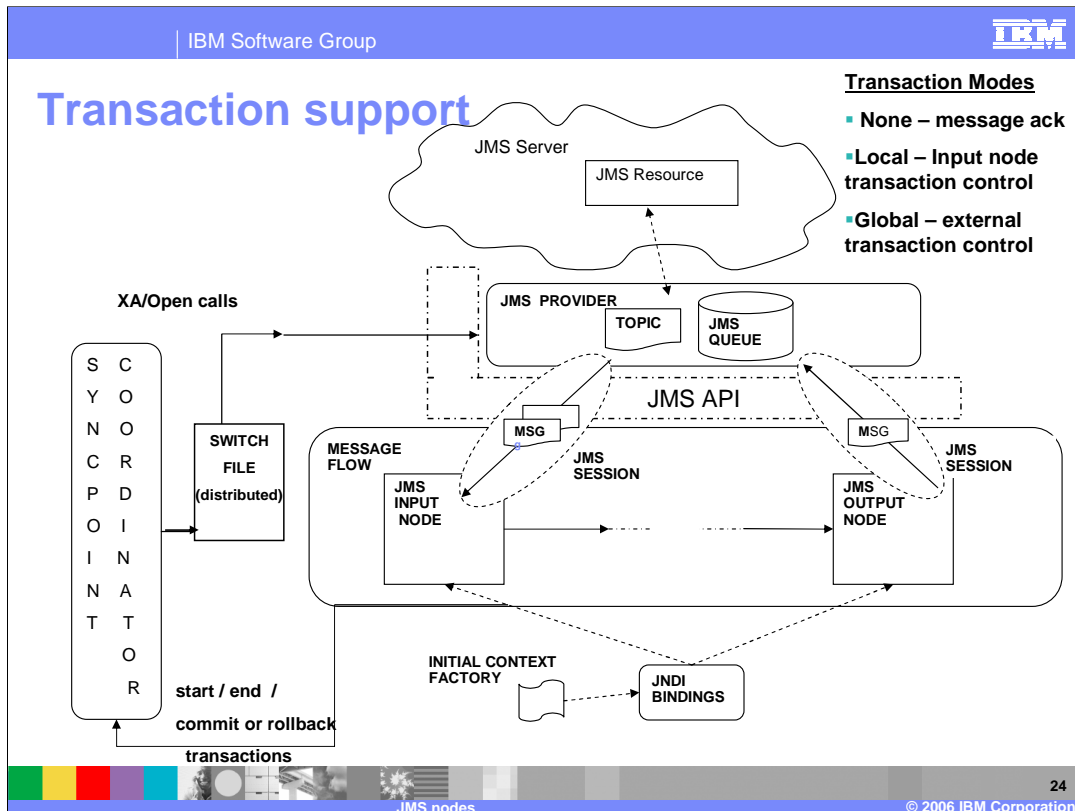 IBM Software Group
IBM
Transaction support
Transaction Modes
None – message ack
Local – Input node
transaction control
Global – external
transaction control
JMS Server
JMS Resource
XA/Open calls
JMS PROVIDER
TOPIC
JMS
QUEUE
JMS API
SYNCPOINT
COORDINATOR
SWITCH
FILE
(distributed)
MESSAGE
FLOW
MSG
g
JMS
SESSION
MSG
JMS
SESSION
JMS
INPUT
NODE
JMS
OUTPUT
NODE
INITIAL CONTEXT
FACTORY
JNDI
BINDINGS
start / end /
commit or rollback
transactions
24
JMS nodes
© 2006 IBM Corporation